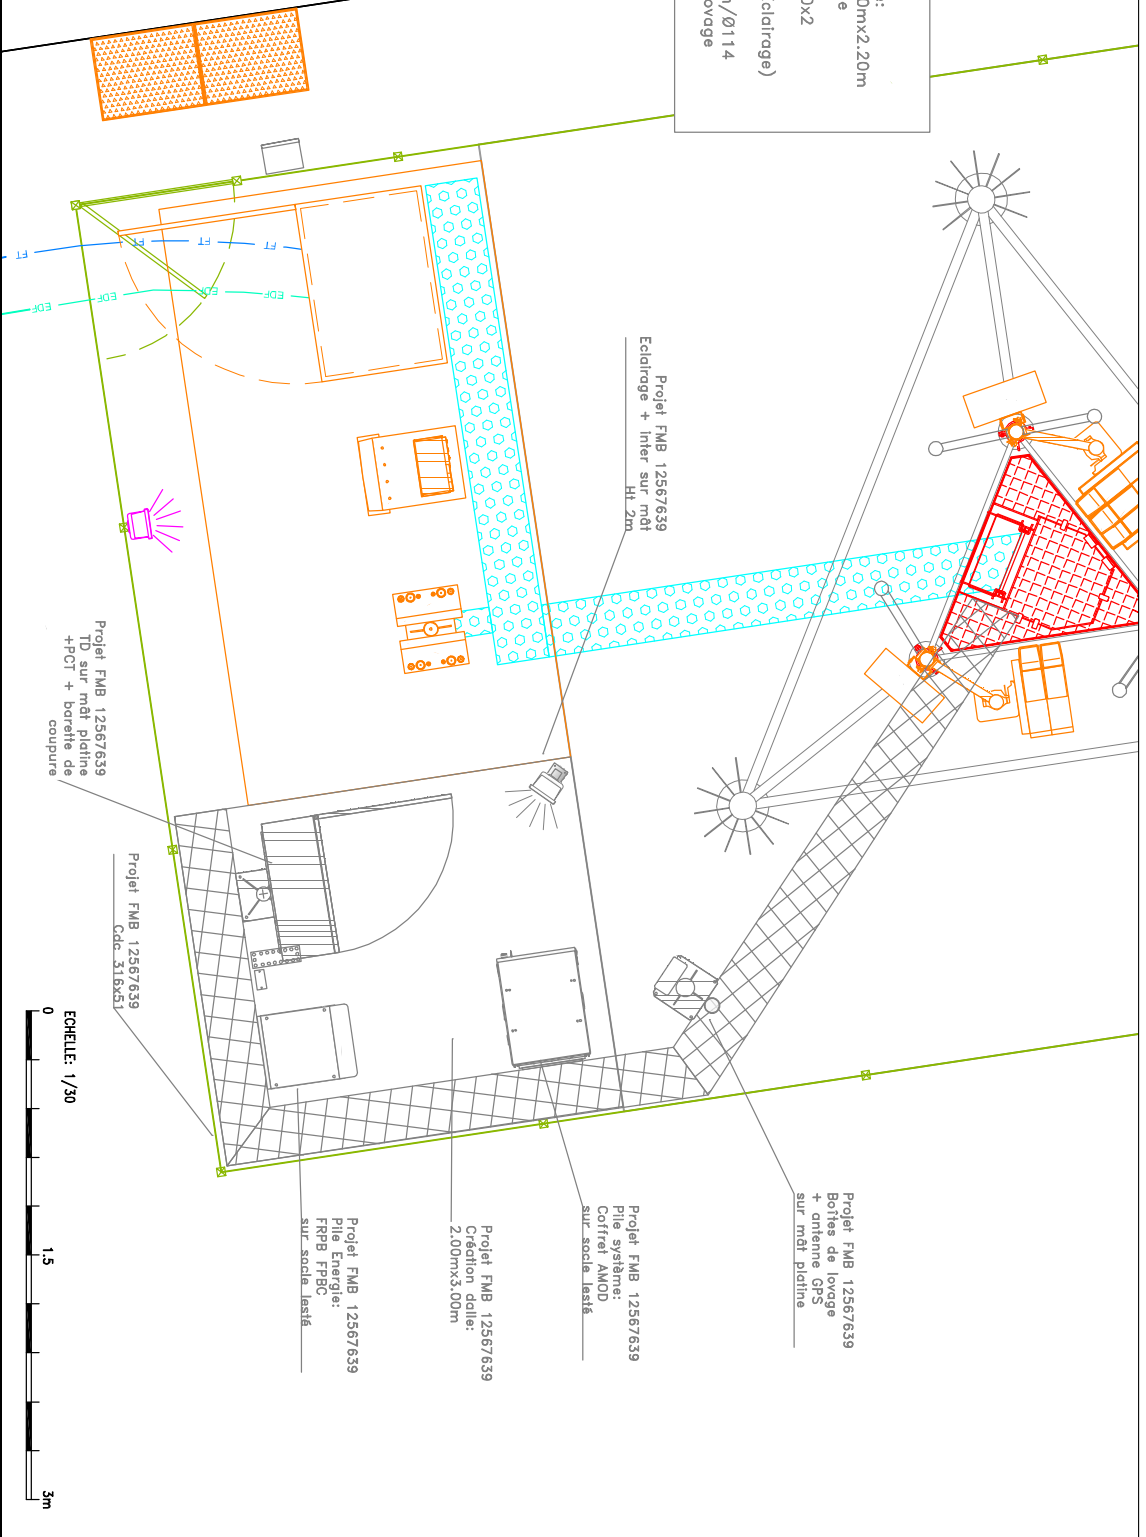 :
0mx2.20m
e
0x2
clairage)
n/Ø114
ovage
Projet FMB 12567639
Eclairage + inter sur mât
Ht 2m
FT
FT
FT
FT
EDF
EDF
EDF
EDF
Projet FMB 12567639
TD sur mât platine
+PCT + barette de
coupure
Projet FMB 12567639
Cdc 316x51
Projet FMB 12567639
Boîtes de lovage
+ antenne GPS
sur mât platine
Projet FMB 12567639
Pile système:
Coffret AMOD
sur socle lesté
Projet FMB 12567639
Création dalle:
2.00mx3.00m
Projet FMB 12567639
Pile Energie:
FRPB FPBC
sur socle lesté
ECHELLE: 1/30
0
1.5
3m